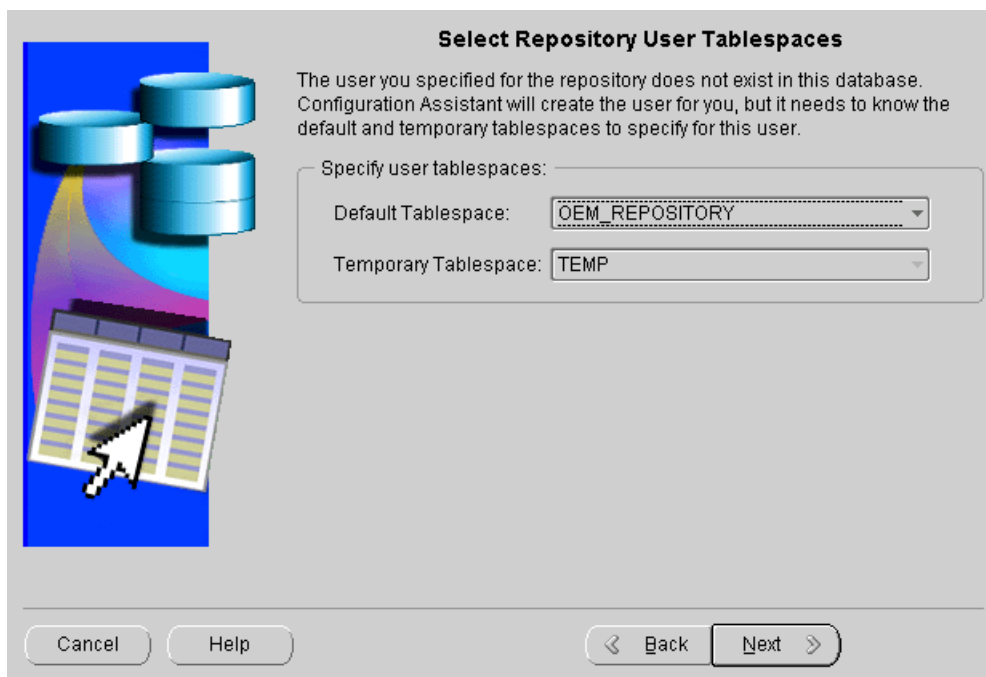 Select Repository User Tablespaces
The user you specified for the repository does not exist in this database.
Configuration Assistant will create the user for you, but it needs to know the
default and temporary tablespaces to specify for this user.
Specify user tablespaces:
Default Tablespace: OEM_REPOSITORY
Temporary Tablespace: TEMP
Cancel Help Back Next